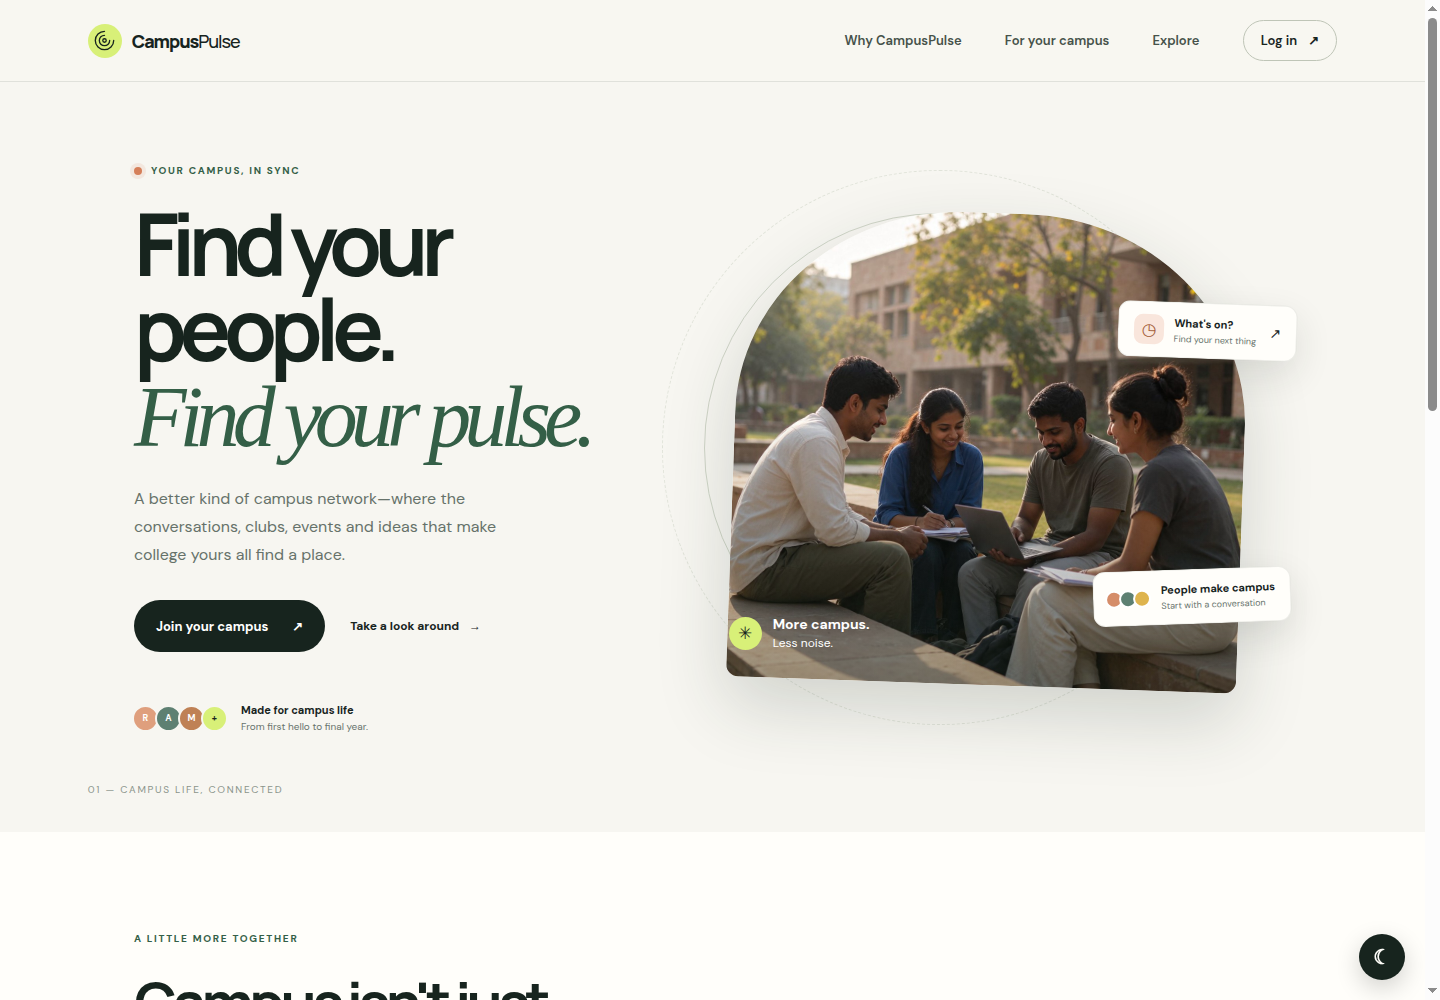 CampusPulse
Why CampusPulse
For your campus
Explore
Log in ↗
YOUR CAMPUS, IN SYNC
Find your
people.
Find your pulse.
A better kind of campus network—where the
conversations, clubs, events and ideas that make
college yours all find a place.
Join your campus ↗
Take a look around →
R A M +
Made for campus life
From first hello to final year.
What's on?
Find your next thing
↗
People make campus
Start with a conversation
More campus.
Less noise.
01 — CAMPUS LIFE, CONNECTED
A LITTLE MORE TOGETHER
Campus isn't just